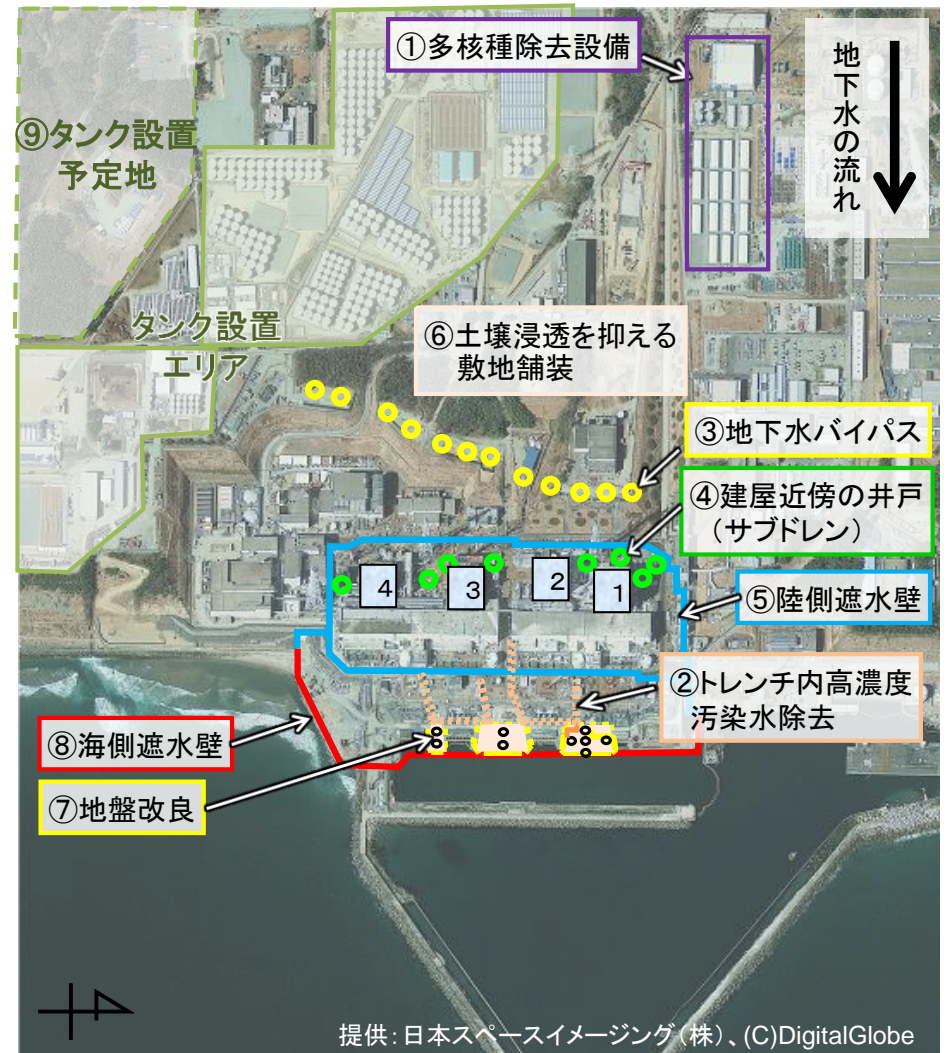 ①多核種除去設備
地下水の流れ
⑨タンク設置
予定地
タンク設置
エリア
⑥土壌浸透を抑える
敷地舗装
③地下水バイパス
④建屋近傍の井戸
（サブドレン）
4
3
2
1
⑤陸側遮水壁
②トレンチ内高濃度
汚染水除去
⑧海側遮水壁
⑦地盤改良
提供：日本スペースイメージング（株）、(C)DigitalGlobe